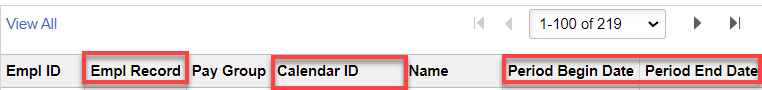 View All 1-100 of 219
Empl ID Empl Record Pay Group Calendar ID Name Period Begin Date Period End Date